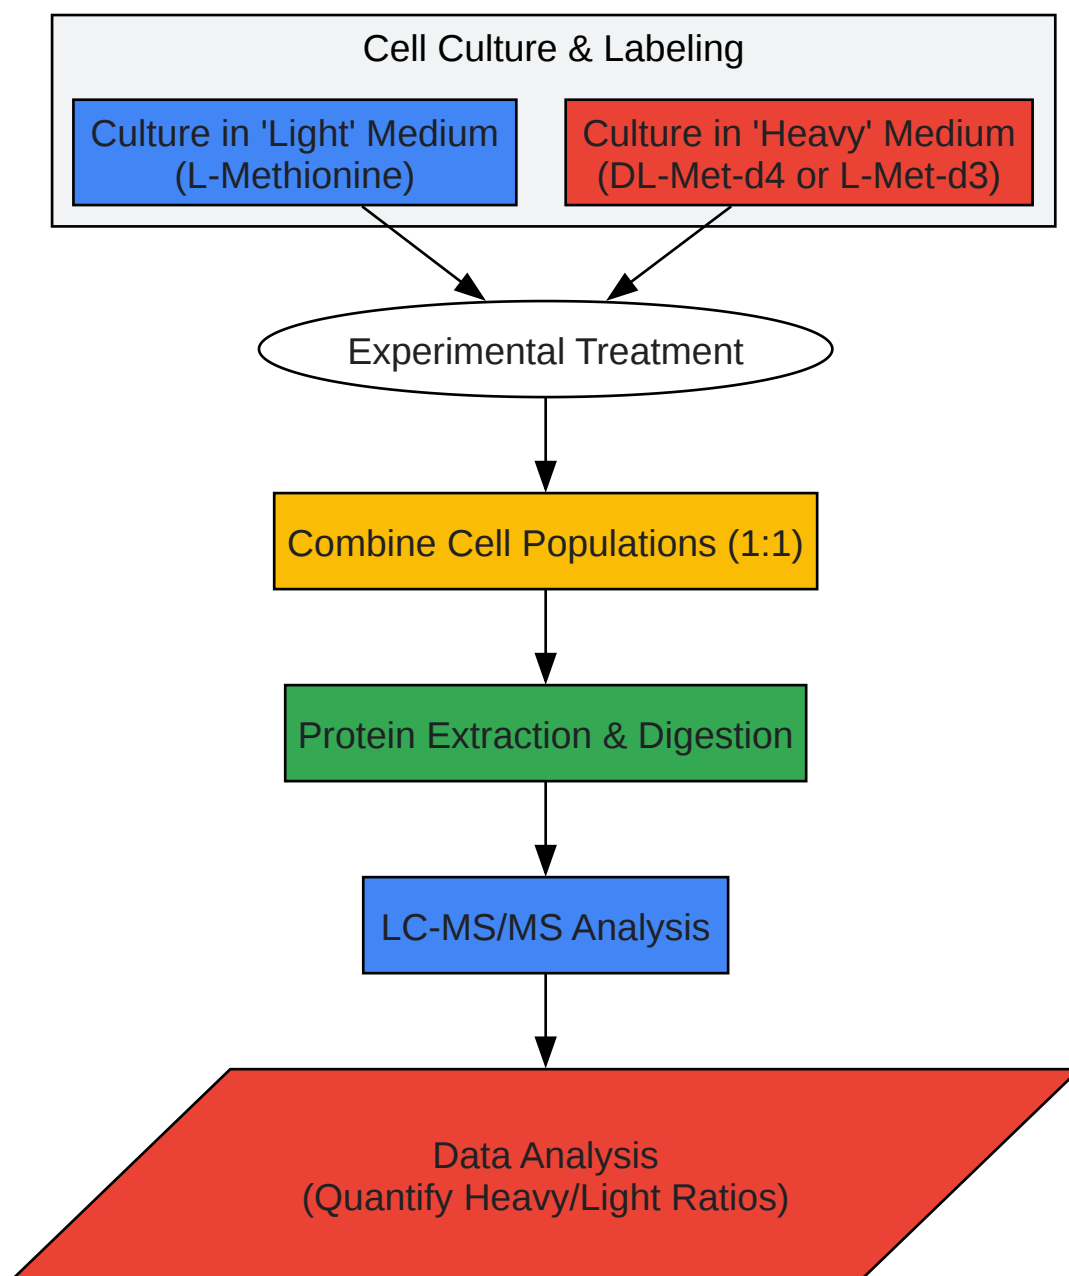 Cell Culture & Labeling
Culture in 'Light' Medium
(L-Methionine)
Culture in 'Heavy' Medium
(DL-Met-d4 or L-Met-d3)
Experimental Treatment
Combine Cell Populations (1:1)
Protein Extraction & Digestion
LC-MS/MS Analysis
Data Analysis
(Quantify Heavy/Light Ratios)